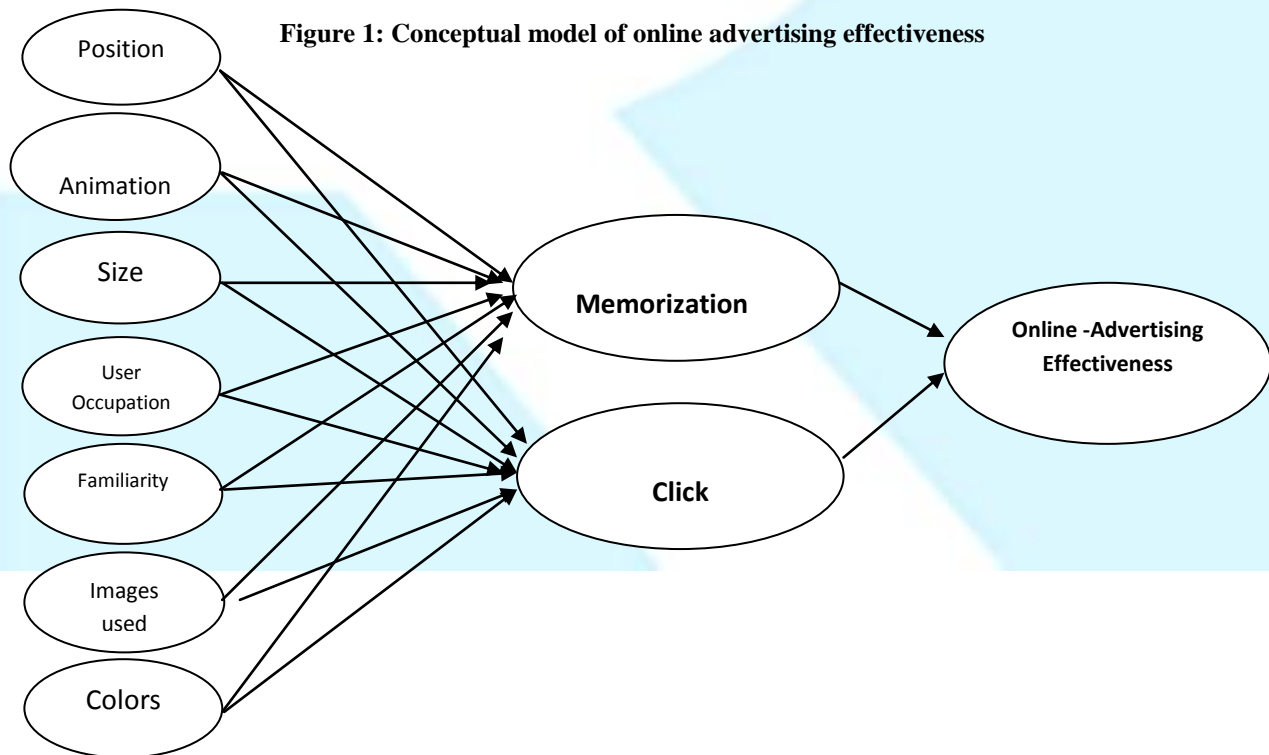 Figure 1: Conceptual model of online advertising effectiveness
Position
Animation
Size
User
Occupation
Familiarity
Images
used
Colors
Memorization
Click
Online -Advertising
Effectiveness